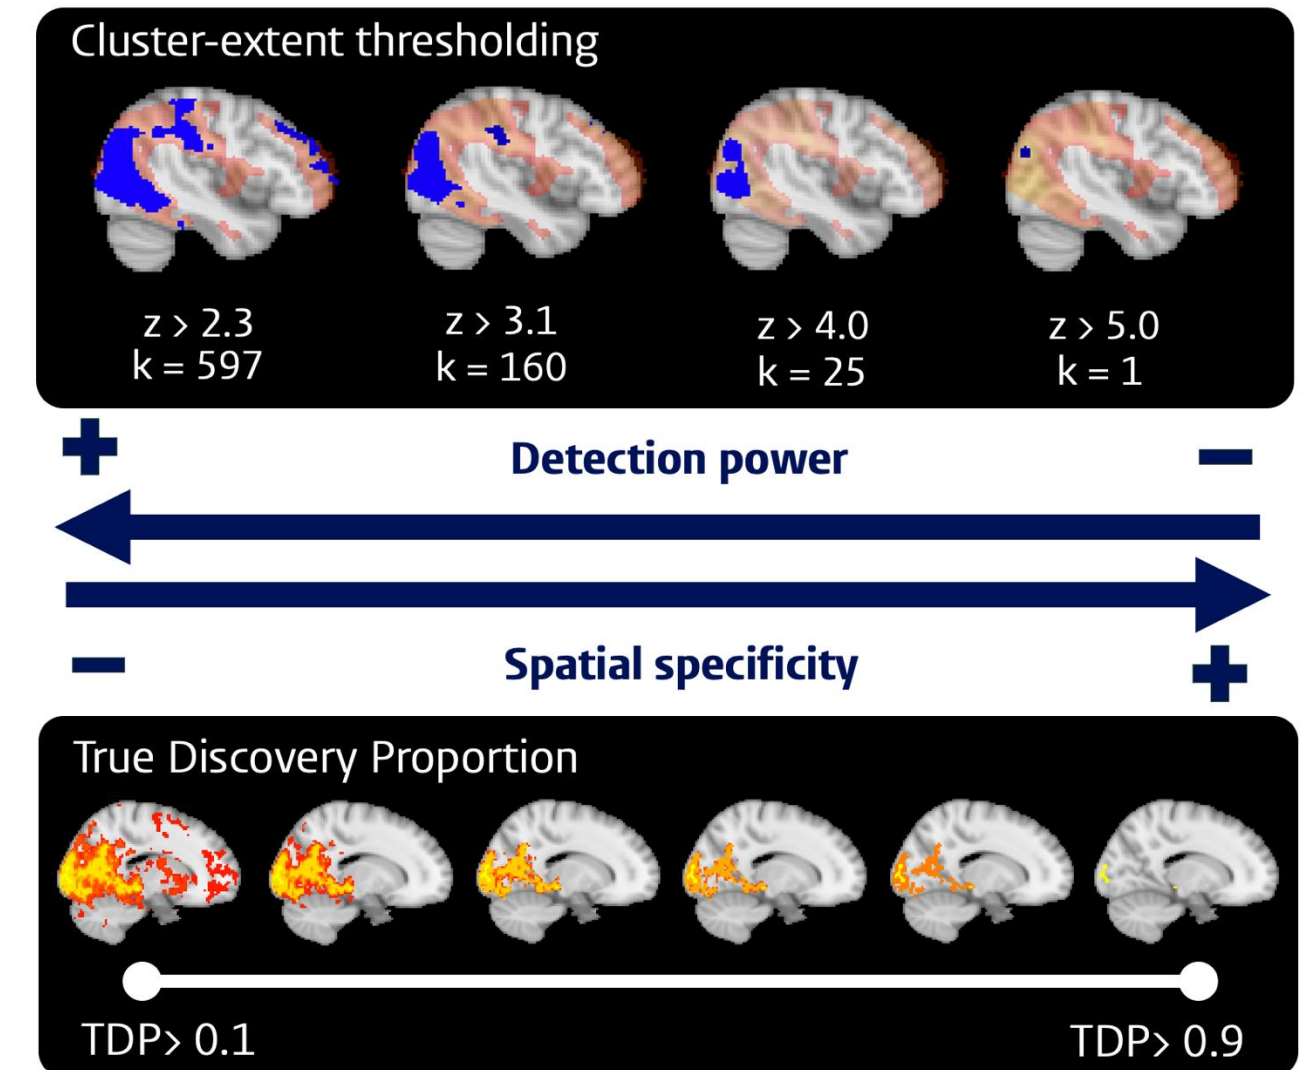 Cluster-extent thresholding
z > 2.3
k = 597
z > 3.1
k = 160
z > 4.0
k = 25
z > 5.0
k = 1
Detection power
Spatial specificity
True Discovery Proportion
TDP> 0.1
TDP> 0.9